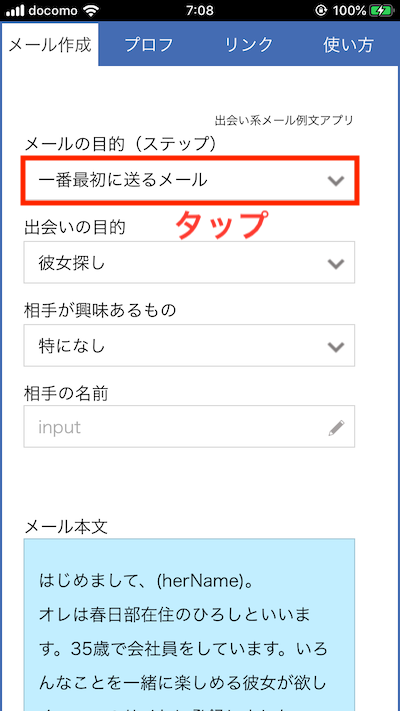 docomo 7:08 100%
メール作成 プロフ リンク 使い方
出会い系メール例文アプリ
メールの目的（ステップ）
一番最初に送るメール
タップ
出会いの目的
彼女探し
相手が興味あるもの
特になし
相手の名前
input
メール本文
はじめまして、(herName)。
オレは春日部在住のひろしといいま
す。35歳で会社員をしています。いろ
んなことを一緒に楽しめる彼女が欲し